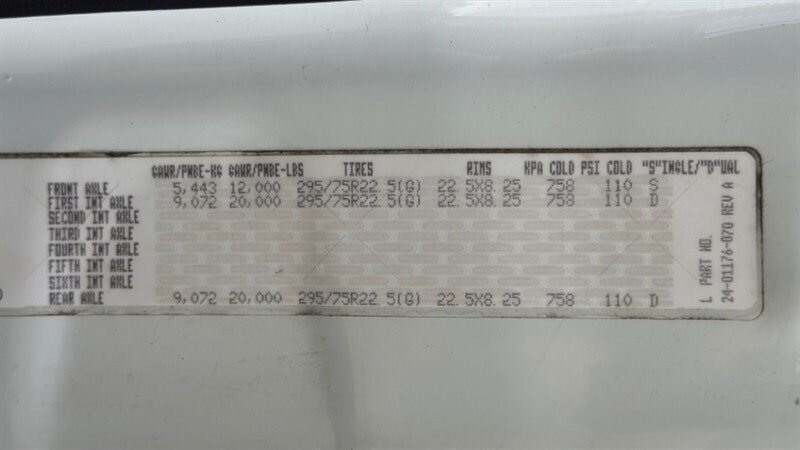 GAWR/PNBE-KG GAWR/PNBE-LBS TIRES RIMS KPA COLD PSI COLD "S"INGLE/"D"UAL
FRONT AXLE 5,443 12,000 295/75R22.5(G) 22.5X8.25 758 110 S
FIRST INT AXLE 9,072 20,000 295/75R22.5(G) 22.5X8.25 758 110 D
SECOND INT AXLE
THIRD INT AXLE
FOURTH INT AXLE
FIFTH INT AXLE
SIXTH INT AXLE
REAR AXLE 9,072 20,000 295/75R22.5(G) 22.5X8.25 758 110 D
L PART NO.
24-01176-070 REV A